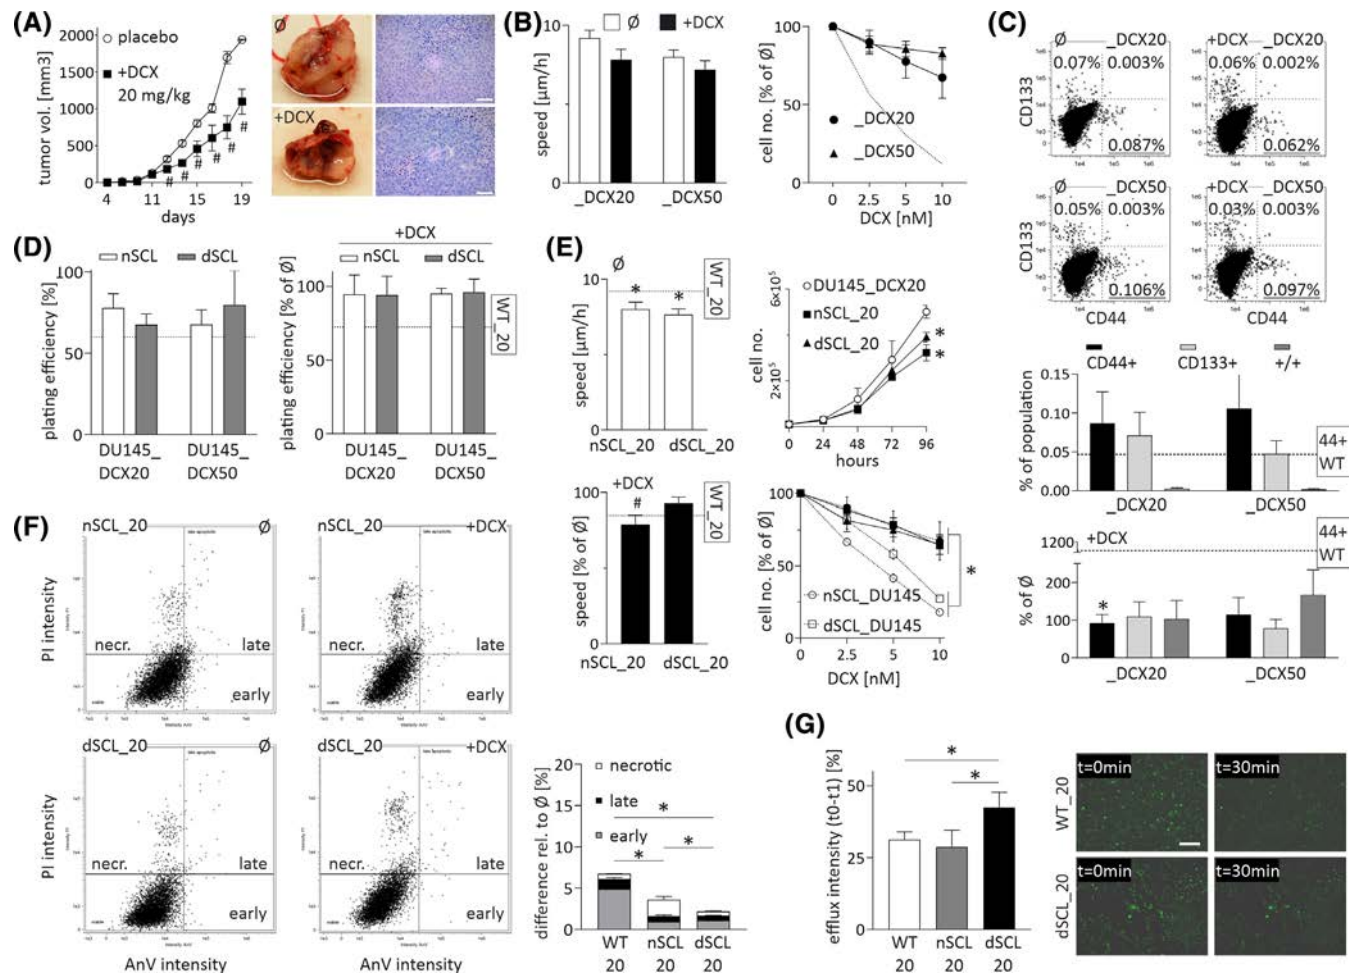 (A)
tumor vol. [mm3]
2000
1500
1000
500
0
placebo
+DCX
20 mg/kg
# # # # # #
4 11 15 19
days
Ø
+DCX
(B)
speed [µm/h]
10
5
0
Ø +DCX
_DCX20 _DCX50
cell no. [% of Ø]
100
50
0
_DCX20
_DCX50
0 2.5 5 10
DCX [nM]
(C)
Ø _DCX20
0.07% 0.003%
0.087%
+DCX _DCX20
0.06% 0.002%
0.062%
CD133
Ø _DCX50
0.05% 0.003%
0.106%
+DCX _DCX50
0.03% 0.003%
0.097%
CD133
CD44 CD44
CD44+ CD133+ +/+
% of population
0.15
0.10
0.05
0.00
44+
WT
_DCX20 _DCX50
+DCX
44+
WT
% of Ø
1200
200
100
0
*
_DCX20 _DCX50
(D)
plating efficiency [%]
100
50
0
nSCL dSCL
DU145_
DCX20
DU145_
DCX50
+DCX
nSCL dSCL
plating efficiency [% of Ø]
100
50
0
WT_20
DU145_
DCX20
DU145_
DCX50
(E)
speed [µm/h]
10
5
0
Ø
WT_20
* *
nSCL_20 dSCL_20
cell no.
6×10⁵
2×10⁵
DU145_DCX20
nSCL_20
dSCL_20
*
*
0 24 48 72 96
hours
speed [% of Ø]
100
50
0
+DCX
WT_20
#
nSCL_20 dSCL_20
cell no. [% of Ø]
100
75
50
25
0
nSCL_DU145
dSCL_DU145
*
0 2.5 5 10
DCX [nM]
(F)
nSCL_20 Ø
necr. late
early
nSCL_20 +DCX
necr. late
early
PI intensity
dSCL_20 Ø
necr. late
early
dSCL_20 +DCX
necr. late
early
PI intensity
AnV intensity AnV intensity
difference rel. to Ø [%]
20
15
10
5
0
necrotic
late
early
*
* *
WT nSCL dSCL
20 20 20
(G)
efflux intensity (t0-t1) [%]
50
25
0
*
*
WT nSCL dSCL
20 20 20
WT_20
t=0min t=30min
dSCL_20
t=0min t=30min